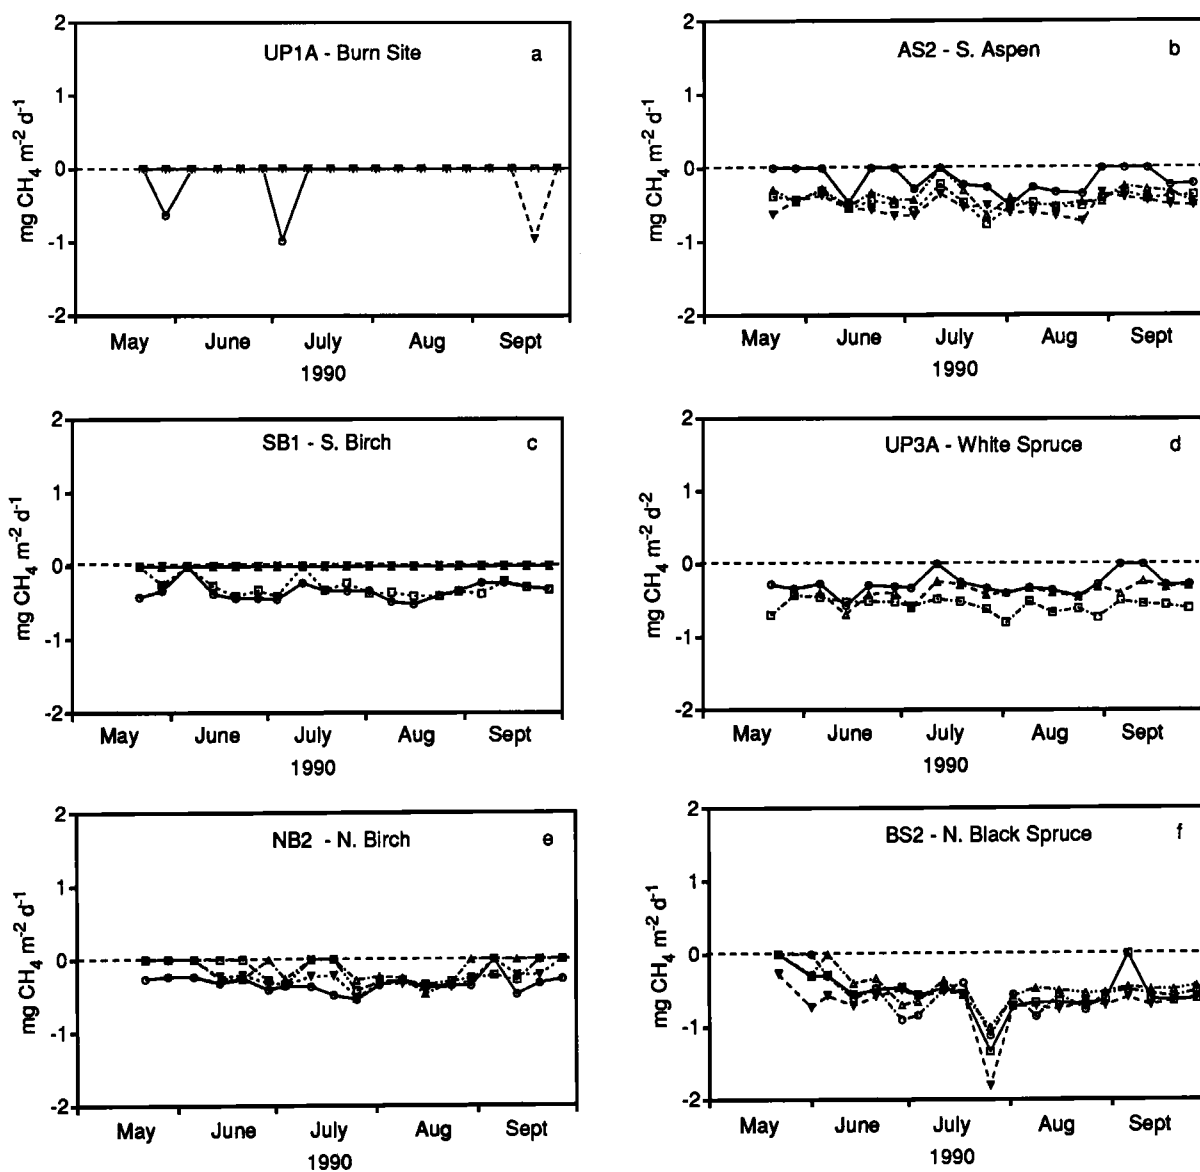 UP1A - Burn Site a
mg CH4 m-2 d-1
2
1
0
-1
-2
May June July Aug Sept
1990
AS2 - S. Aspen b
mg CH4 m-2 d-1
2
1
0
-1
-2
May June July Aug Sept
1990
SB1 - S. Birch c
mg CH4 m-2 d-1
2
1
0
-1
-2
May June July Aug Sept
1990
UP3A - White Spruce d
mg CH4 m-2 d-2
2
1
0
-1
-2
May June July Aug Sept
1990
NB2 - N. Birch e
mg CH4 m-2 d-1
2
1
0
-1
-2
May June July Aug Sept
1990
BS2 - N. Black Spruce f
mg CH4 m-2 d-1
2
1
0
-1
-2
May June July Aug Sept
1990